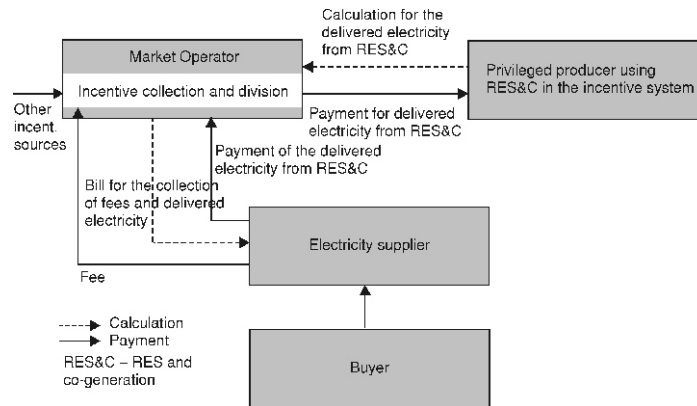 Calculation for the
delivered electricity
from RES&C
Market Operator
Incentive collection and division
Privileged producer using
RES&C in the incentive system
Other
incent.
sources
Payment for delivered
electricity from RES&C
Payment of the delivered
electricity from RES&C
Bill for the collection
of fees and delivered
electricity
Electricity supplier
Fee
Calculation
Payment
RES&C – RES and
co-generation
Buyer